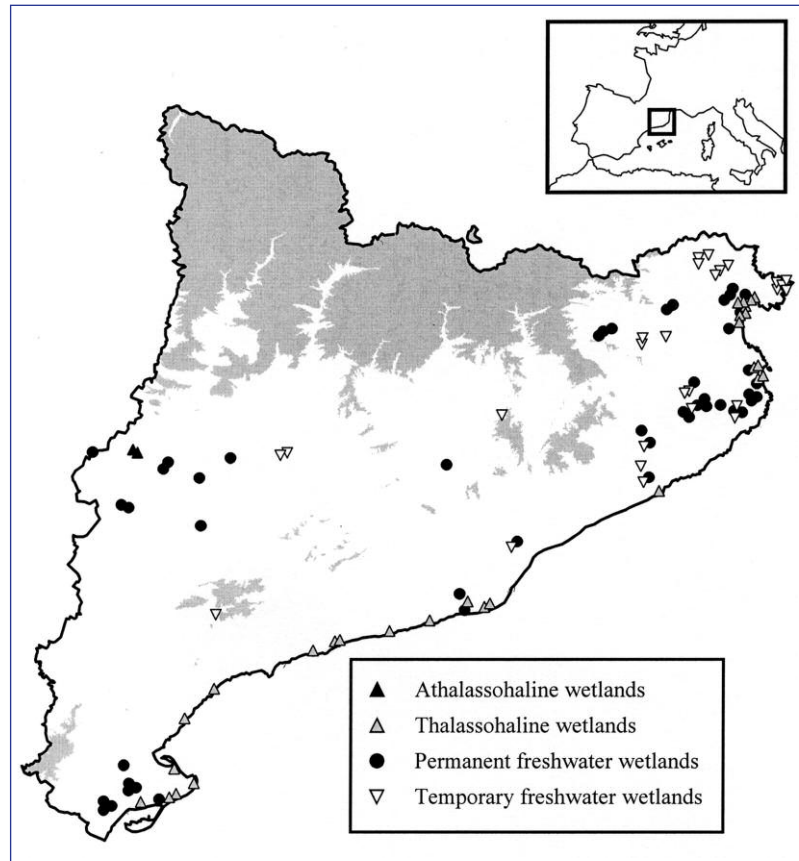 Athalassohaline wetlands
Thalassohaline wetlands
Permanent freshwater wetlands
Temporary freshwater wetlands